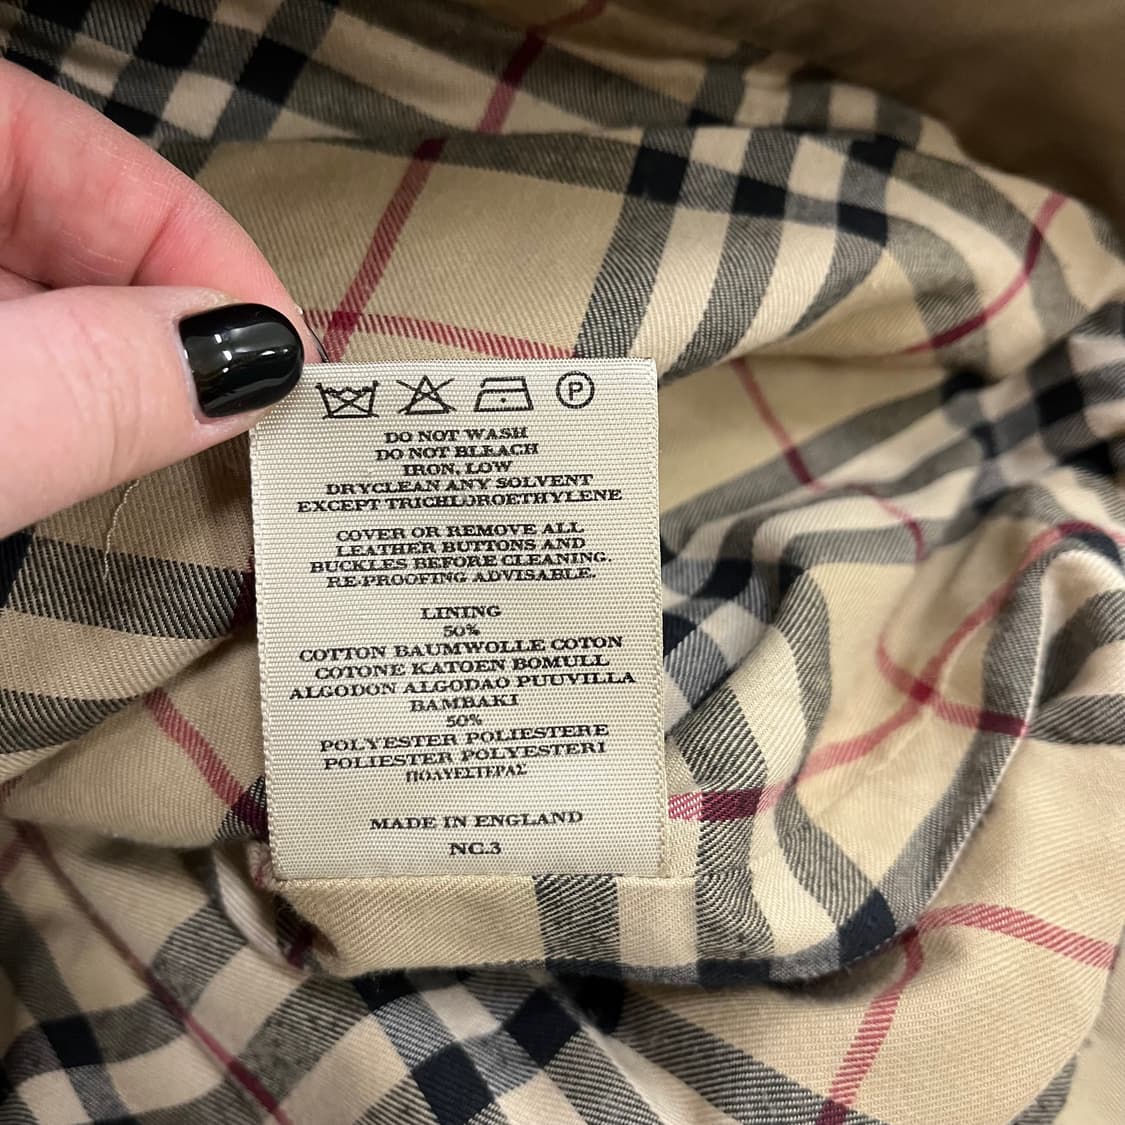 P
DO NOT WASH
DO NOT BLEACH
IRON, LOW
DRYCLEAN ANY SOLVENT
EXCEPT TRICHLOROETHYLENE
COVER OR REMOVE ALL
LEATHER BUTTONS AND
BUCKLES BEFORE CLEANING.
RE-PROOFING ADVISABLE.
LINING
50%
COTTON BAUMWOLLE COTON
COTONE KATOEN BOMULL
ALGODON ALGODAO PUUVILLA
BAMBAKI
50%
POLYESTER POLIESTERE
POLIESTER POLYESTERI
ΠΟΛΥΕΣΤΕΡΑΣ
MADE IN ENGLAND
NC.3